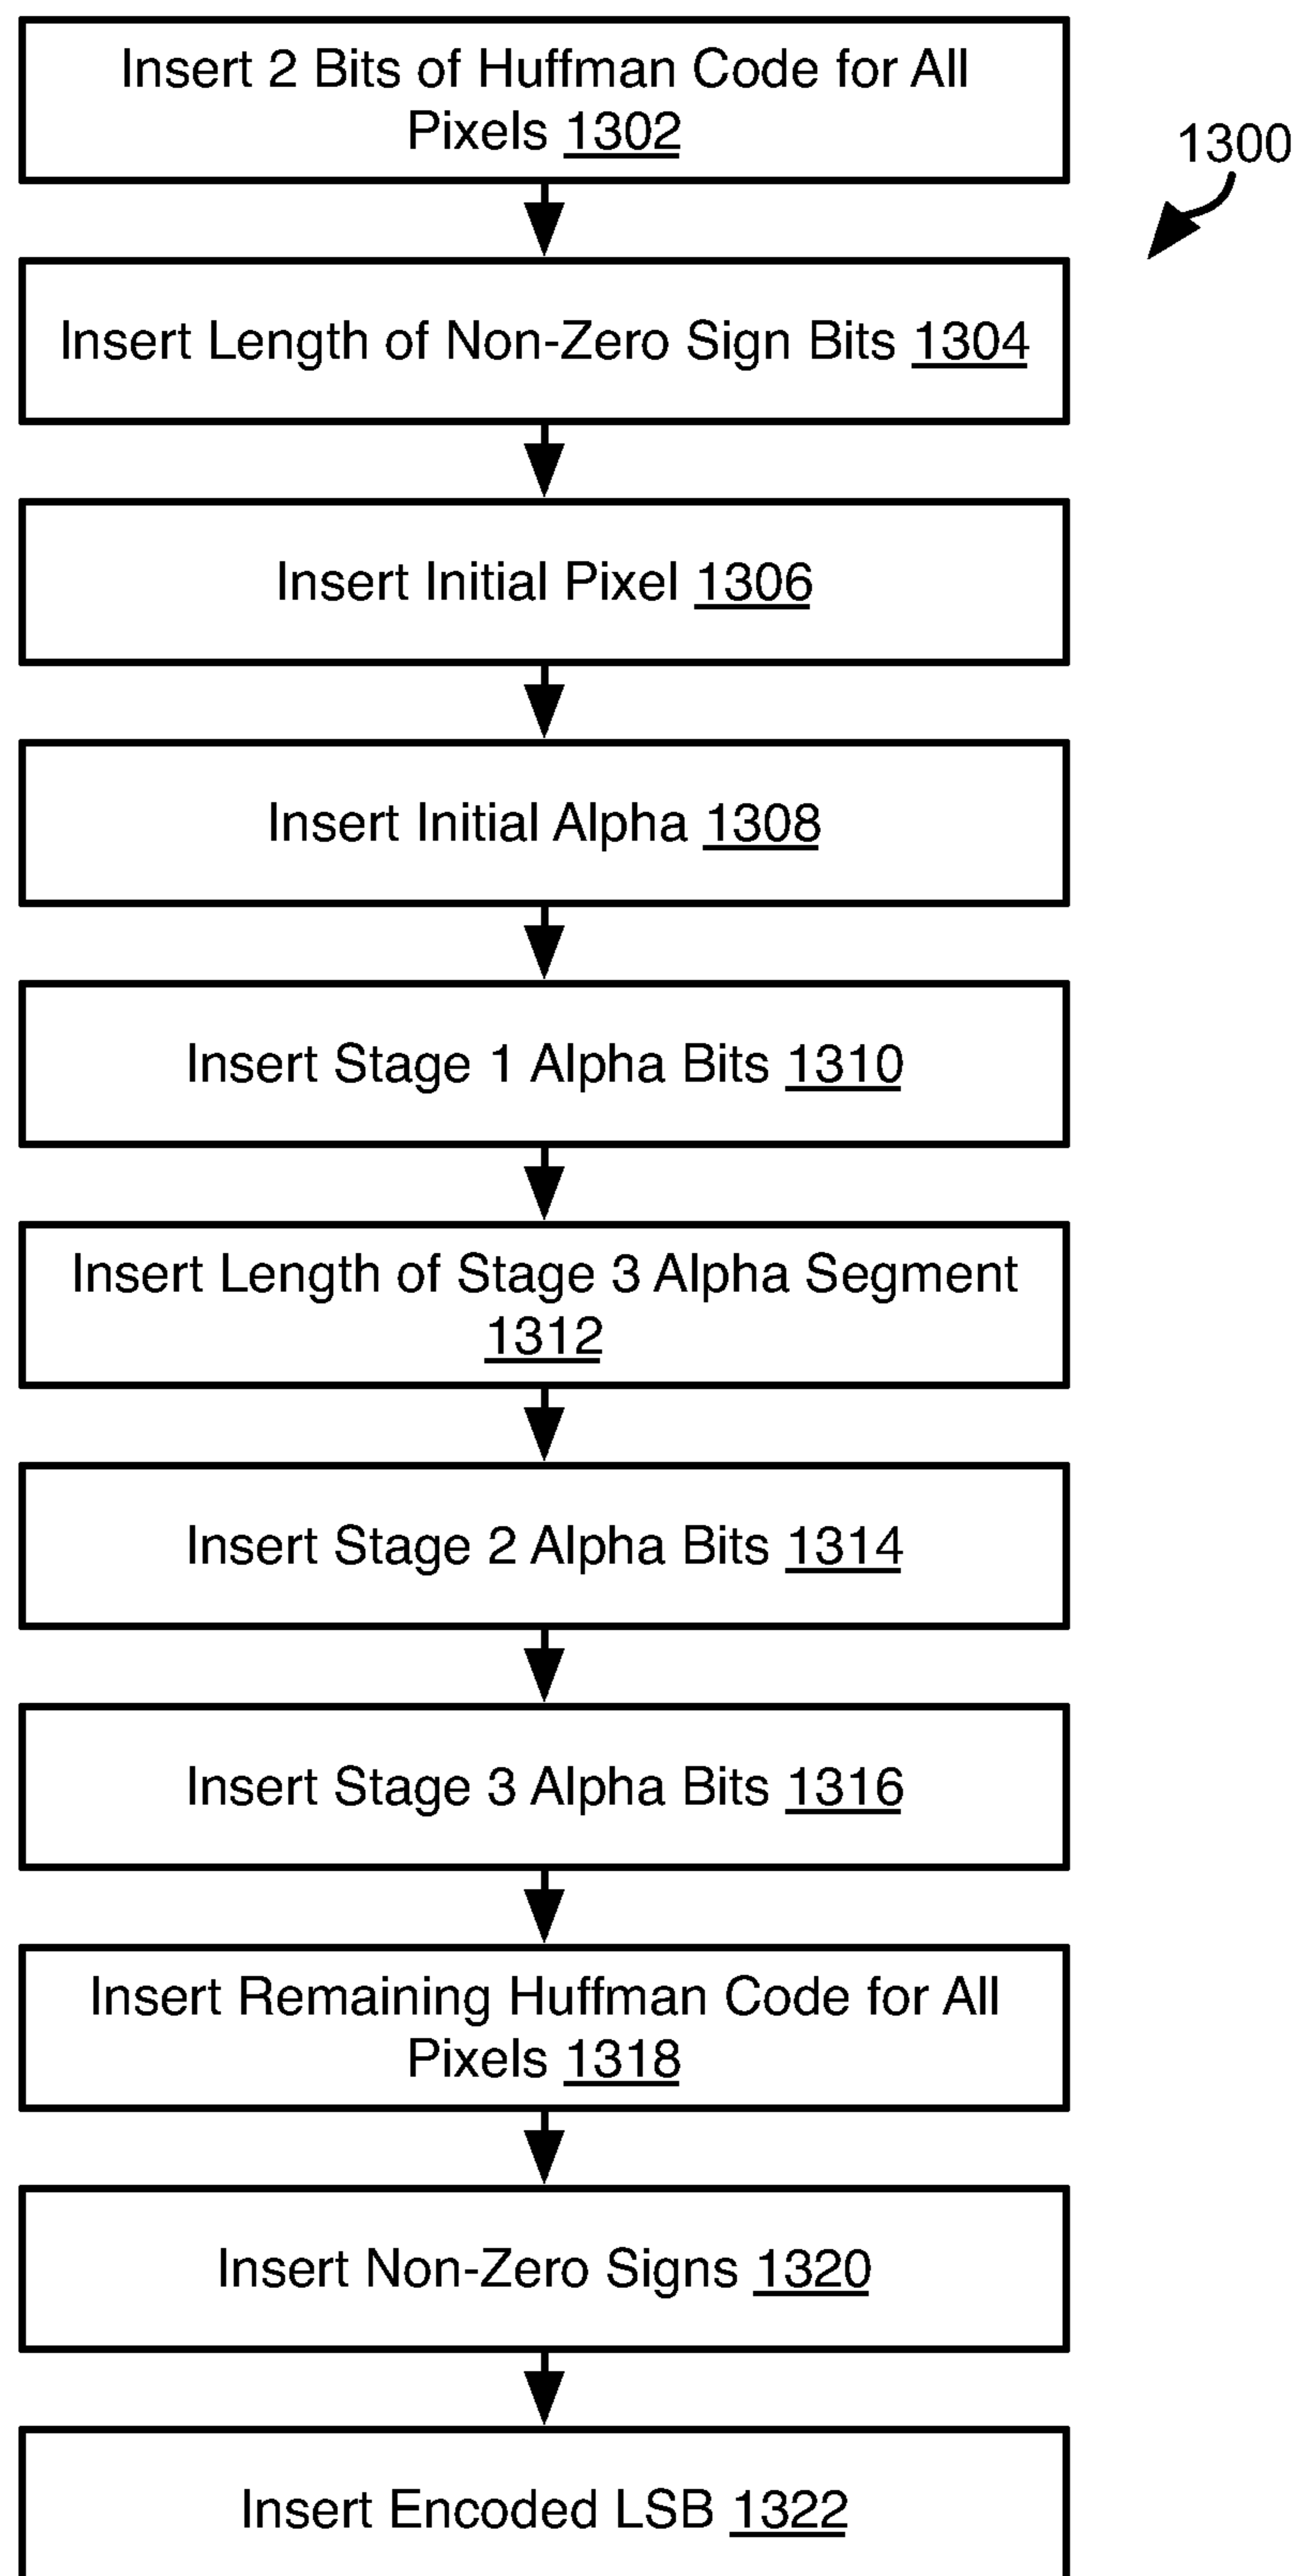 Insert 2 Bits of Huffman Code for All
Pixels 1302
1300
Insert Length of Non-Zero Sign Bits 1304
Insert Initial Pixel 1306
Insert Initial Alpha 1308
Insert Stage 1 Alpha Bits 1310
Insert Length of Stage 3 Alpha Segment
1312
Insert Stage 2 Alpha Bits 1314
Insert Stage 3 Alpha Bits 1316
Insert Remaining Huffman Code for All
Pixels 1318
Insert Non-Zero Signs 1320
Insert Encoded LSB 1322